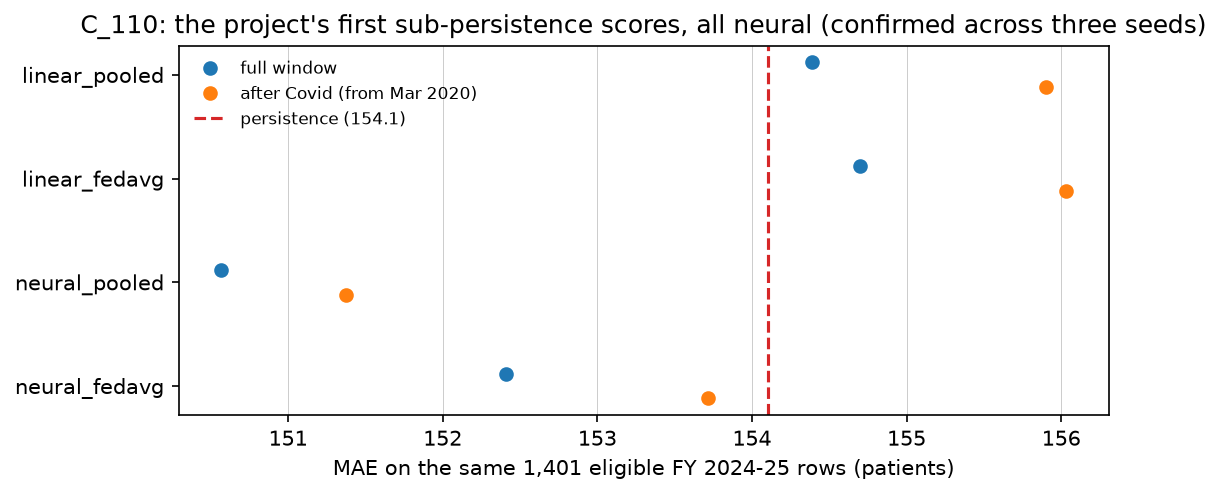 C_110: the project's first sub-persistence scores, all neural (confirmed across three seeds)
linear_pooled
linear_fedavg
neural_pooled
neural_fedavg
full window
after Covid (from Mar 2020)
persistence (154.1)
151 152 153 154 155 156
MAE on the same 1,401 eligible FY 2024-25 rows (patients)